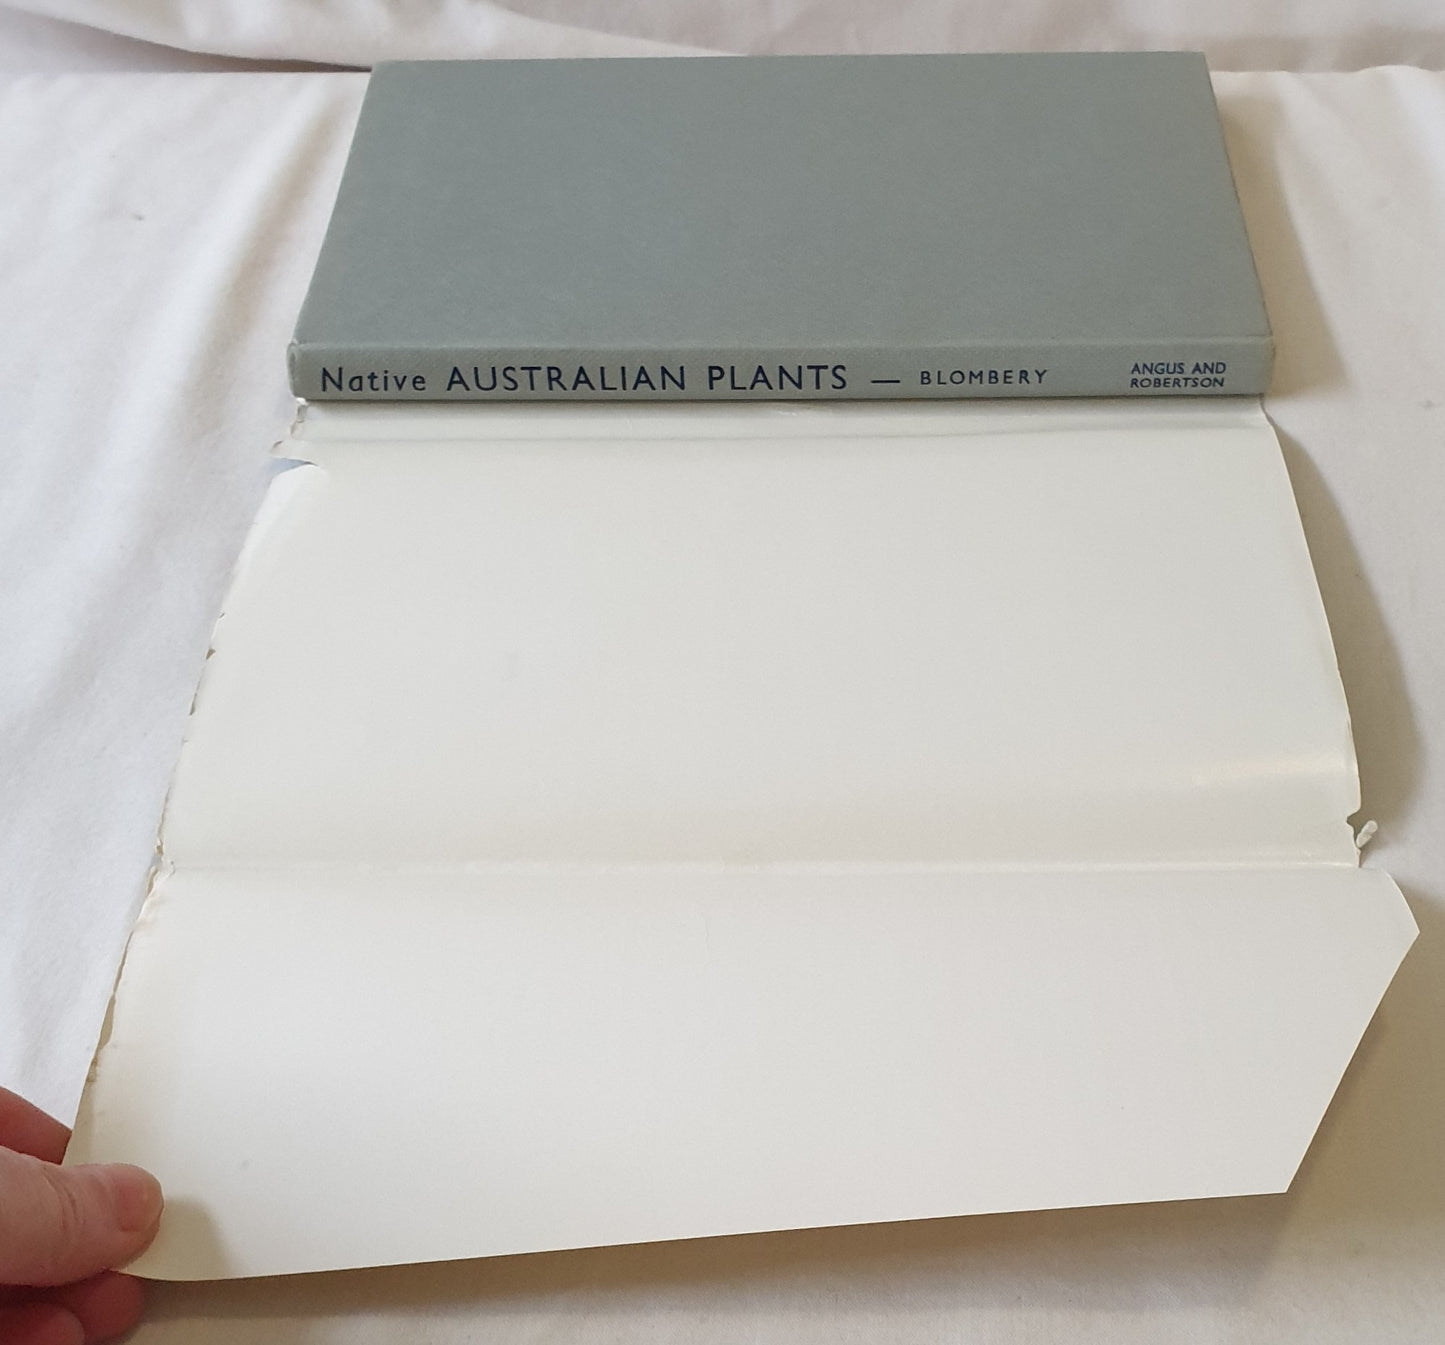 Native AUSTRALIAN PLANTS — BLOMBERY
ANGUS AND
ROBERTSON